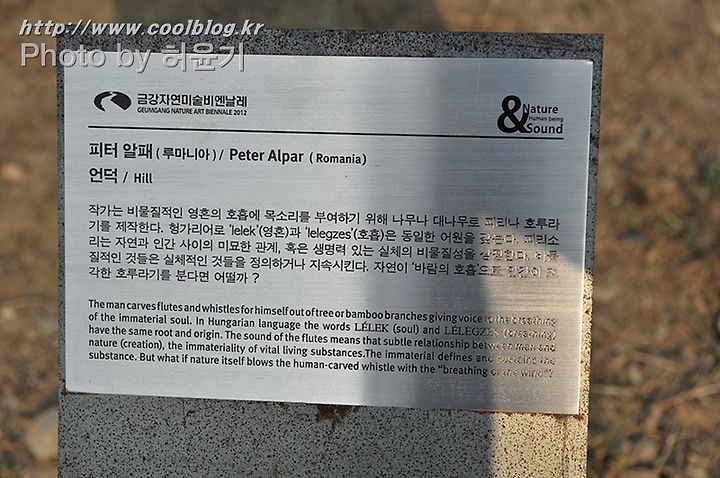 http://www.coolblog.kr
Photo by 허윤기
금강자연미술비엔날레
GEUMGANG NATURE ART BIENNALE 2012
& Nature
Human being
Sound
피터 알패 ( 루마니아 ) / Peter Alpar ( Romania )
언덕 / Hill
작가는 비물질적인 영혼의 호흡에 목소리를 부여하기 위해 나무나 대나무로 피리나 호루라
기를 제작한다. 헝가리어로 'lelek'(영혼)과 'lelegzes'(호흡)은 동일한 어원을 갖는다. 피리소
리는 자연과 인간 사이의 미묘한 관계, 혹은 생명력 있는 실체의 비물질성을
질적인 것들은 실체적인 것들을 정의하거나 지속시킨다. 자연이 '바람의 호흡'으로 인간이 조
각한 호루라기를 분다면 어떨까 ?
The man carves flutes and whistles for himself out of tree or bamboo branches giving voice to the breathing
of the immaterial soul. In Hungarian language the words LÉLEK (soul) and LÉLEGZES (breathing)
have the same root and origin. The sound of the flutes means that subtle relationship between man and
nature (creation), the immateriality of vital living substances.The immaterial defines and sustains the
substance. But what if nature itself blows the human-carved whistle with the "breathing of the wind"?